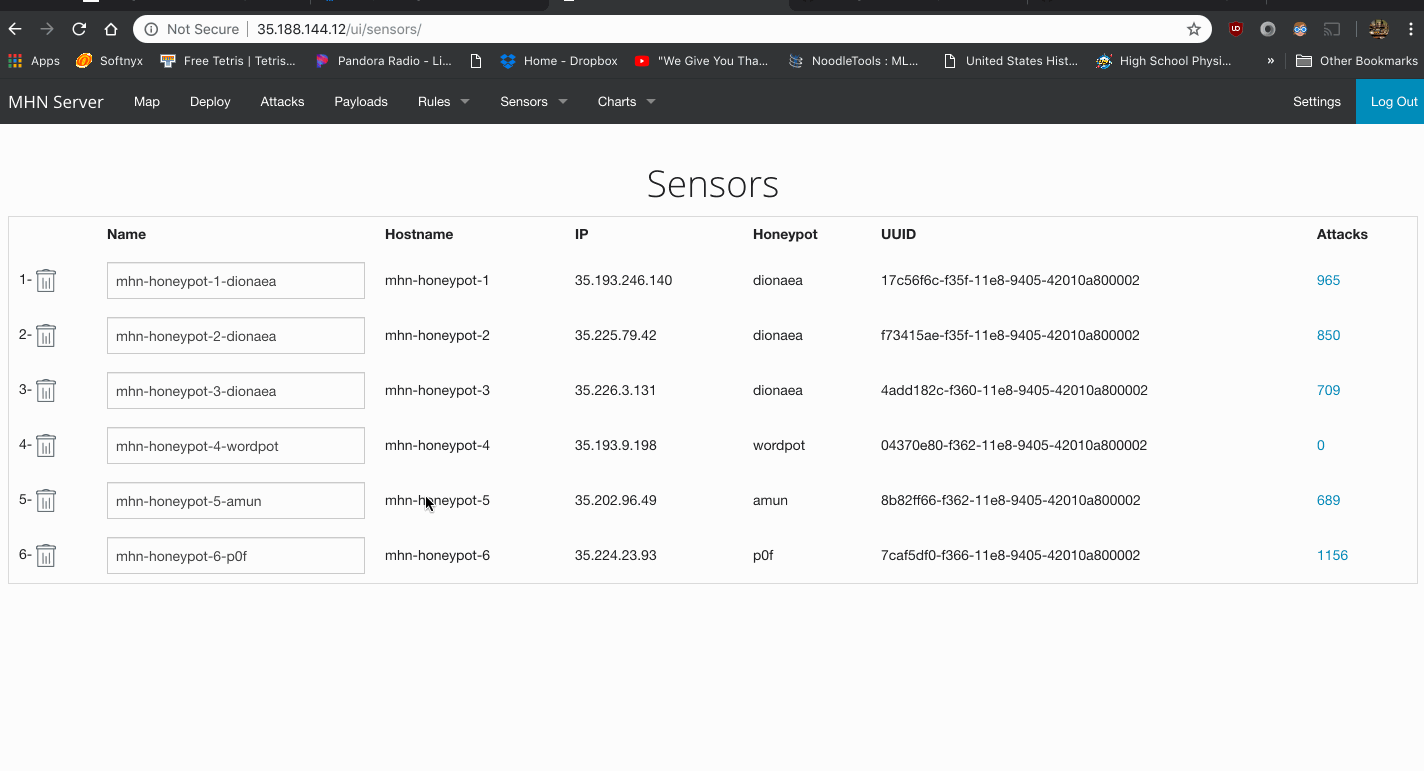 Not Secure 35.188.144.12/ui/sensors/
Apps Softnyx Free Tetris | Tetris... Pandora Radio - Li... Home - Dropbox "We Give You Tha... NoodleTools : ML... United States Hist... High School Physi... » Other Bookmarks
MHN Server Map Deploy Attacks Payloads Rules Sensors Charts Settings Log Out
Sensors
Name Hostname IP Honeypot UUID Attacks
1- mhn-honeypot-1-dionaea mhn-honeypot-1 35.193.246.140 dionaea 17c56f6c-f35f-11e8-9405-42010a800002 965
2- mhn-honeypot-2-dionaea mhn-honeypot-2 35.225.79.42 dionaea f73415ae-f35f-11e8-9405-42010a800002 850
3- mhn-honeypot-3-dionaea mhn-honeypot-3 35.226.3.131 dionaea 4add182c-f360-11e8-9405-42010a800002 709
4- mhn-honeypot-4-wordpot mhn-honeypot-4 35.193.9.198 wordpot 04370e80-f362-11e8-9405-42010a800002 0
5- mhn-honeypot-5-amun mhn-honeypot-5 35.202.96.49 amun 8b82ff66-f362-11e8-9405-42010a800002 689
6- mhn-honeypot-6-p0f mhn-honeypot-6 35.224.23.93 p0f 7caf5df0-f366-11e8-9405-42010a800002 1156